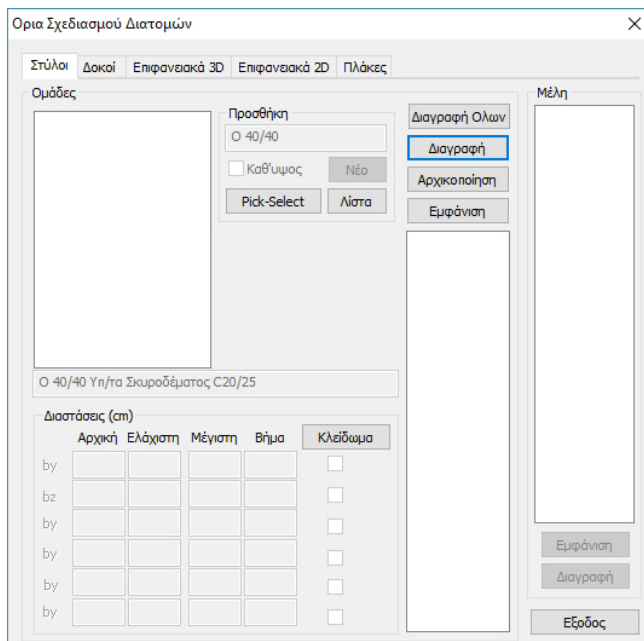 Ορια Σχεδιασμού Διατομών
Στύλοι Δοκοί Επιφανειακά 3D Επιφανειακά 2D Πλάκες
Ομάδες
Προσθήκη
O 40/40
Καθ'υψος Νέο
Pick-Select Λίστα
Διαγραφή Ολων
Διαγραφή
Αρχικοποίηση
Εμφάνιση
Μέλη
O 40/40 Υπ/τα Σκυροδέματος C20/25
Διαστάσεις (cm)
Αρχική Ελάχιστη Μέγιστη Βήμα Κλείδωμα
by
bz
by
by
by
by
Εμφάνιση
Διαγραφή
Εξοδος